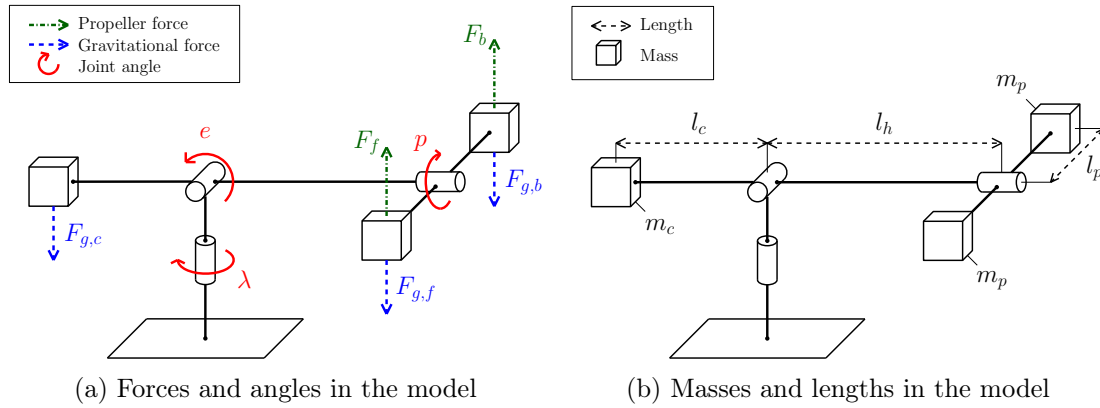 Propeller force
Gravitational force
Joint angle
F_b
e
F_f
p
F_{g,b}
F_{g,c}
λ
F_{g,f}
(a) Forces and angles in the model
Length
Mass
m_p
l_c
l_h
l_p
m_c
m_p
(b) Masses and lengths in the model